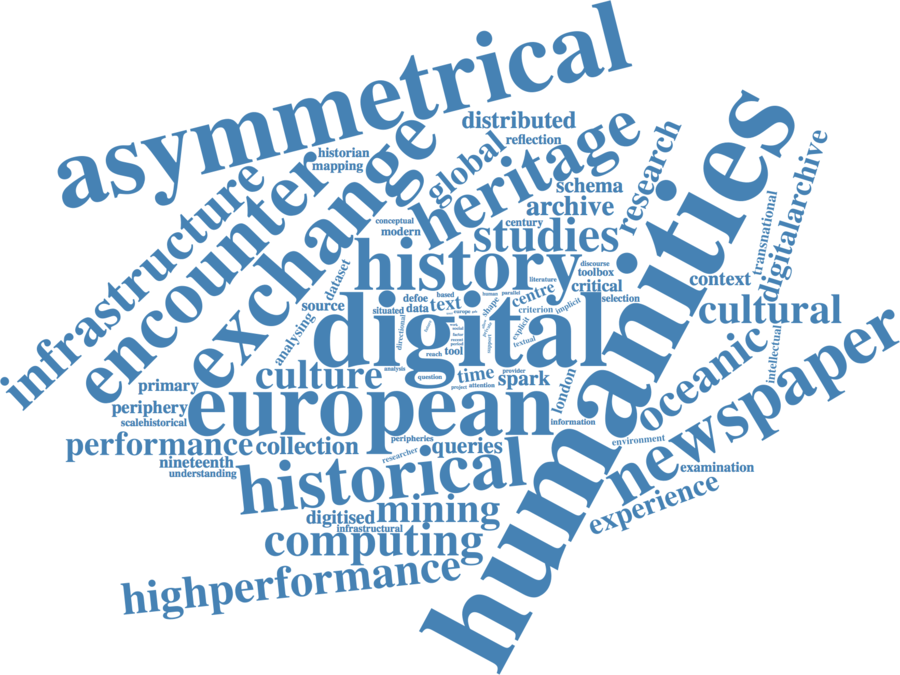 asymmetrical
distributed
reflection
historian
mapping
global
heritage
research
infrastructure
encounter
exchange
schema
archive
digitalarchive
transnational
conceptual
modern
century
studies
history
discourse
toolbox
literature
critical
selection
context
cultural
humanities
dataset
source
situated
defoe
data
based
text
human
parallel
shape
centre
criterion
implicit
explicit
textual
europe
analysing
directional
digital
reach
tool
intellectual
oceanic
newspaper
culture
analysis
question
time
project
attention
provider
spark
london
primary
periphery
scalehistorical
european
information
environment
performance
collection
peripheries
researcher
queries
nineteenth
understanding
historical
examination
experience
digitised
mining
infrastructural
computing
highperformance